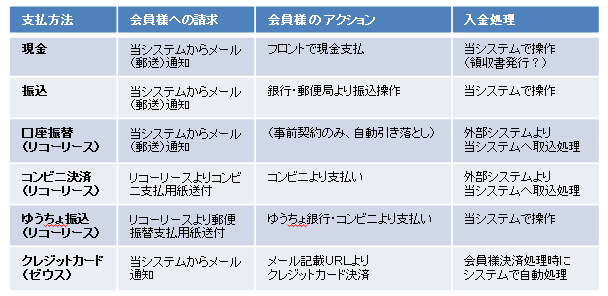 支払方法 会員様への請求 会員様のアクション 入金処理
現金 当システムからメール（郵送）通知 フロントで現金支払 当システムで操作（領収書発行？）
振込 当システムからメール（郵送）通知 銀行・郵便局より振込操作 当システムで操作
口座振替（リコーリース） 当システムからメール（郵送）通知 （事前契約のみ、自動引き落とし） 外部システムより当システムへ取込処理
コンビニ決済（リコーリース） リコーリースよりコンビニ支払用紙送付 コンビニより支払い 外部システムより当システムへ取込処理
ゆうちょ振込（リコーリース） リコーリースより郵便振替支払用紙送付 ゆうちょ銀行・コンビニより支払い 当システムで操作
クレジットカード（ゼウス） 当システムからメール通知 メール記載URLよりクレジットカード決済 会員様決済処理時にシステムで自動処理